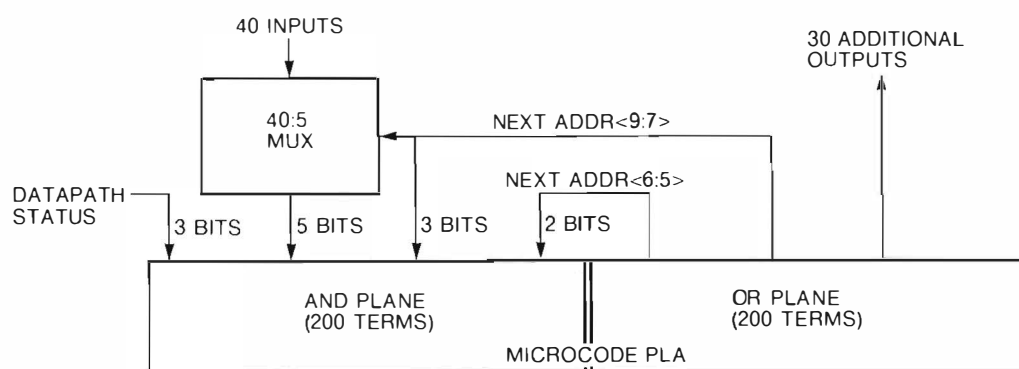 40 INPUTS
30 ADDITIONAL
OUTPUTS
40:5
MUX
NEXT ADDR<9:7>
NEXT ADDR<6:5>
DATAPATH
STATUS
3 BITS
5 BITS
3 BITS
2 BITS
AND PLANE
(200 TERMS)
OR PLANE
(200 TERMS)
MICROCODE PLA